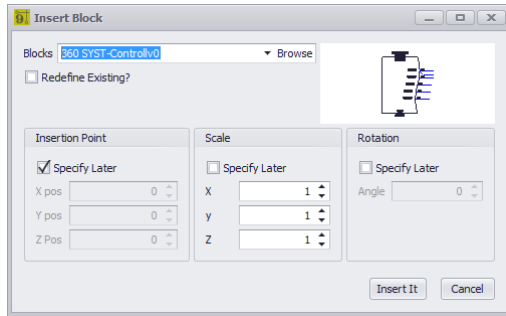 9 Insert Block
Blocks 360 SYST-Controllv0 Browse
Redefine Existing?
Insertion Point Scale Rotation
Specify Later Specify Later Specify Later
X pos 0 X 1 Angle 0
Y pos 0 y 1
Z Pos 0 Z 1
Insert It Cancel